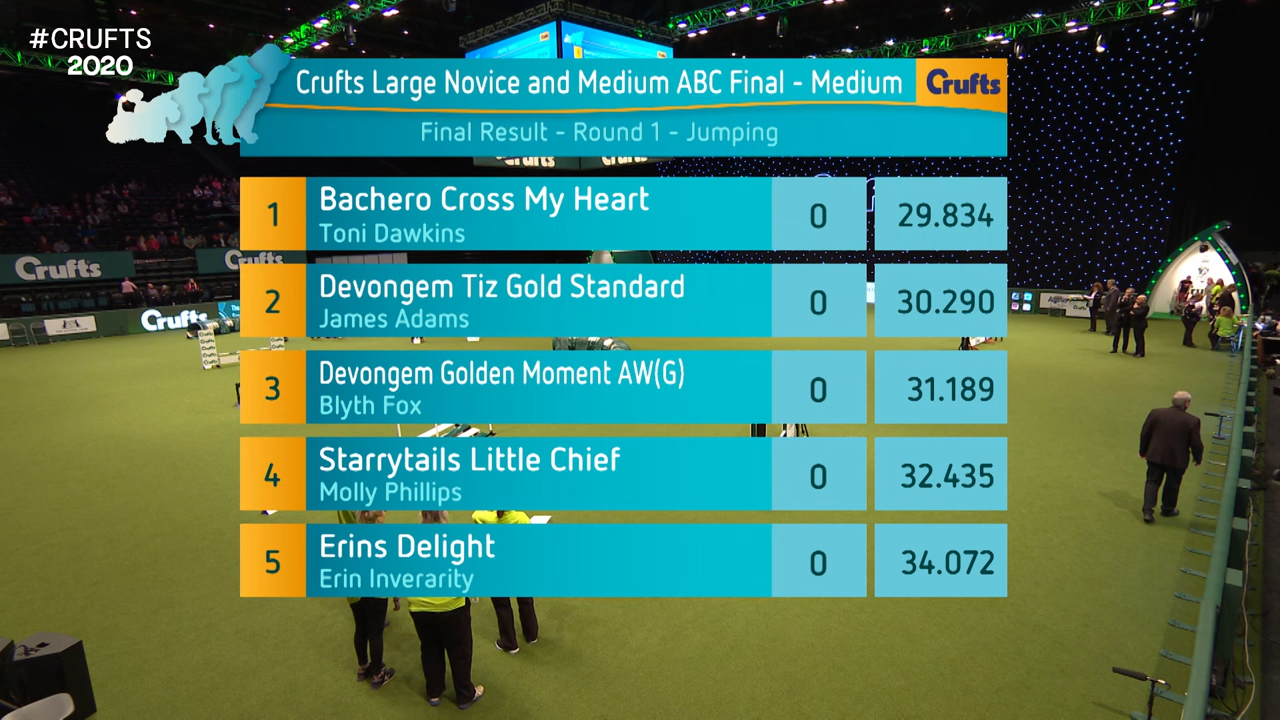 #CRUFTS
2020
Crufts Large Novice and Medium ABC Final - Medium
Crufts
Final Result - Round 1 - Jumping
1
Bachero Cross My Heart
Toni Dawkins
0
29.834
2
Devongem Tiz Gold Standard
James Adams
0
30.290
3
Devongem Golden Moment AW(G)
Blyth Fox
0
31.189
4
Starrytails Little Chief
Molly Phillips
0
32.435
5
Erins Delight
Erin Inverarity
0
34.072
Crufts
Crufts
Crufts